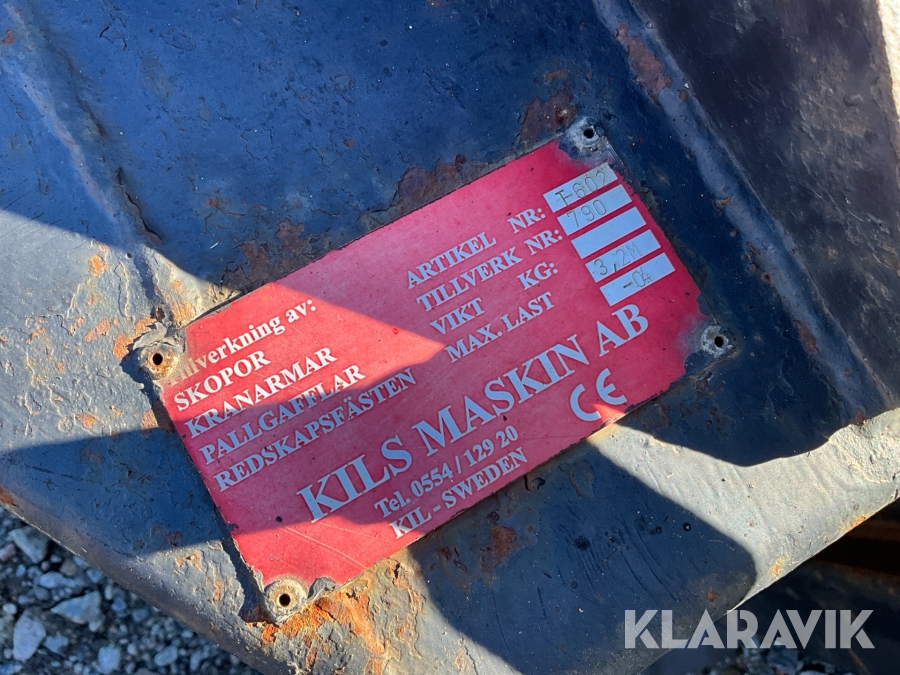 Tillverkning av:
SKOPOR
KRANARMAR
PALLGAFFLAR
REDSKAPSFÄSTEN
ARTIKEL NR: T-602
TILLVERK NR: 790
VIKT KG:
MAX. LAST 3,2M
-04
KILS MASKIN AB
Tel. 0554/129 20
KIL - SWEDEN
CE
KLARAVIK